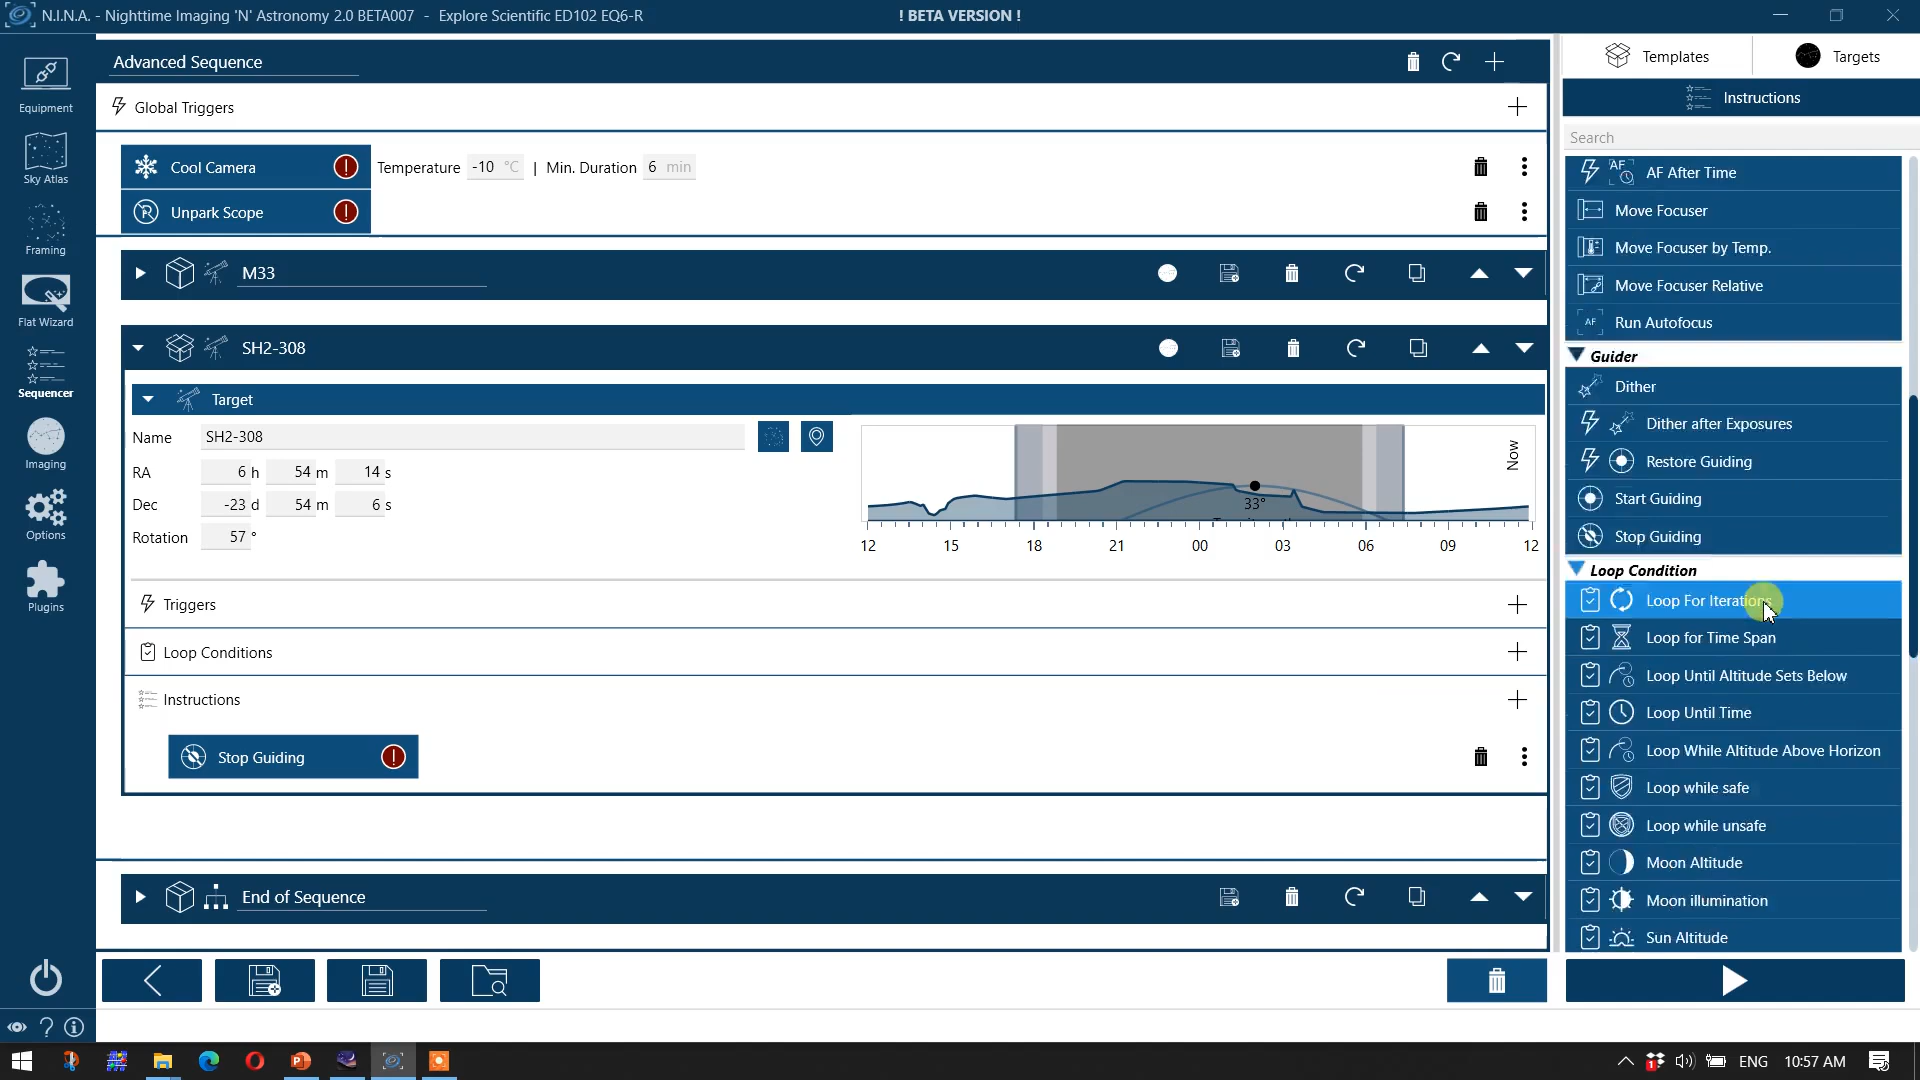 N.I.N.A. - Nighttime Imaging 'N' Astronomy 2.0 BETA007 - Explore Scientific ED102 EQ6-R
! BETA VERSION !
Equipment
Sky Atlas
Framing
Flat Wizard
Sequencer
Imaging
Options
Plugins
Advanced Sequence
Global Triggers
Cool Camera ! Temperature -10 °C | Min. Duration 6 min
Unpark Scope !
M33
SH2-308
Target
Name SH2-308
RA 6 h 54 m 14 s
Dec -23 d 54 m 6 s
Rotation 57 °
Now
33°
12 15 18 21 00 03 06 09 12
Triggers
Loop Conditions
Instructions
Stop Guiding !
End of Sequence
Templates
Targets
Instructions
Search
AF AF After Time
Move Focuser
Move Focuser by Temp.
Move Focuser Relative
AF Run Autofocus
Guider
Dither
Dither after Exposures
Restore Guiding
Start Guiding
Stop Guiding
Loop Condition
Loop For Iterations
Loop for Time Span
Loop Until Altitude Sets Below
Loop Until Time
Loop While Altitude Above Horizon
Loop while safe
Loop while unsafe
Moon Altitude
Moon illumination
Sun Altitude
ENG 10:57 AM